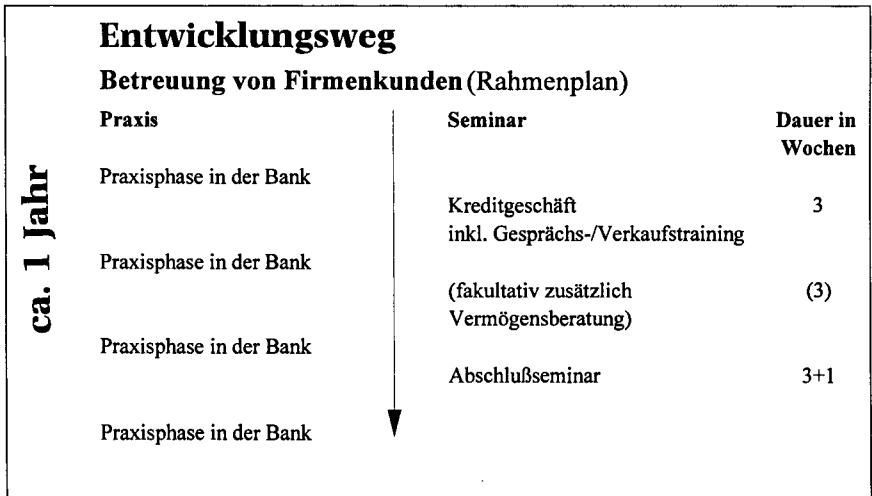 Entwicklungsweg
Betreuung von Firmenkunden (Rahmenplan)
Praxis
Seminar
Dauer in
Wochen
ca. 1 Jahr
Praxisphase in der Bank
Kreditgeschäft 3
inkl. Gesprächs-/Verkaufstraining
Praxisphase in der Bank
(fakultativ zusätzlich (3)
Vermögensberatung)
Praxisphase in der Bank
Abschlußseminar 3+1
Praxisphase in der Bank